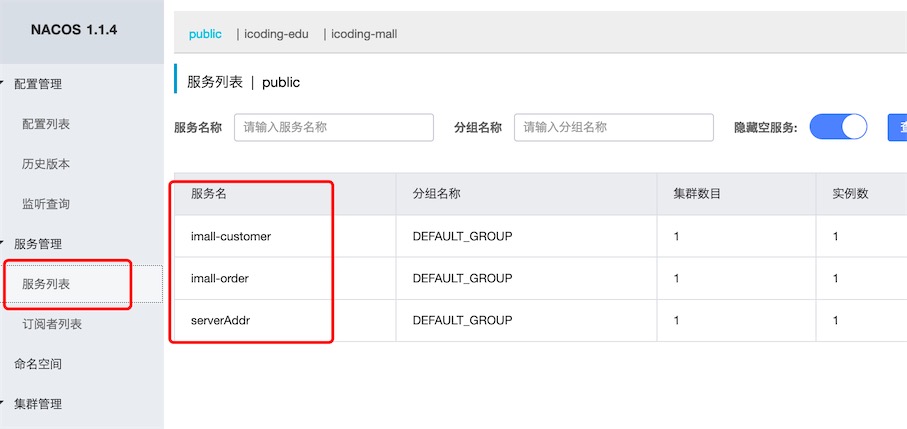 NACOS 1.1.4
配置管理
配置列表
历史版本
监听查询
服务管理
服务列表
订阅者列表
命名空间
集群管理
public | icoding-edu | icoding-mall
服务列表 | public
服务名称 请输入服务名称 分组名称 请输入分组名称 隐藏空服务:
服务名 分组名称 集群数目 实例数
imall-customer DEFAULT_GROUP 1 1
imall-order DEFAULT_GROUP 1 1
serverAddr DEFAULT_GROUP 1 1